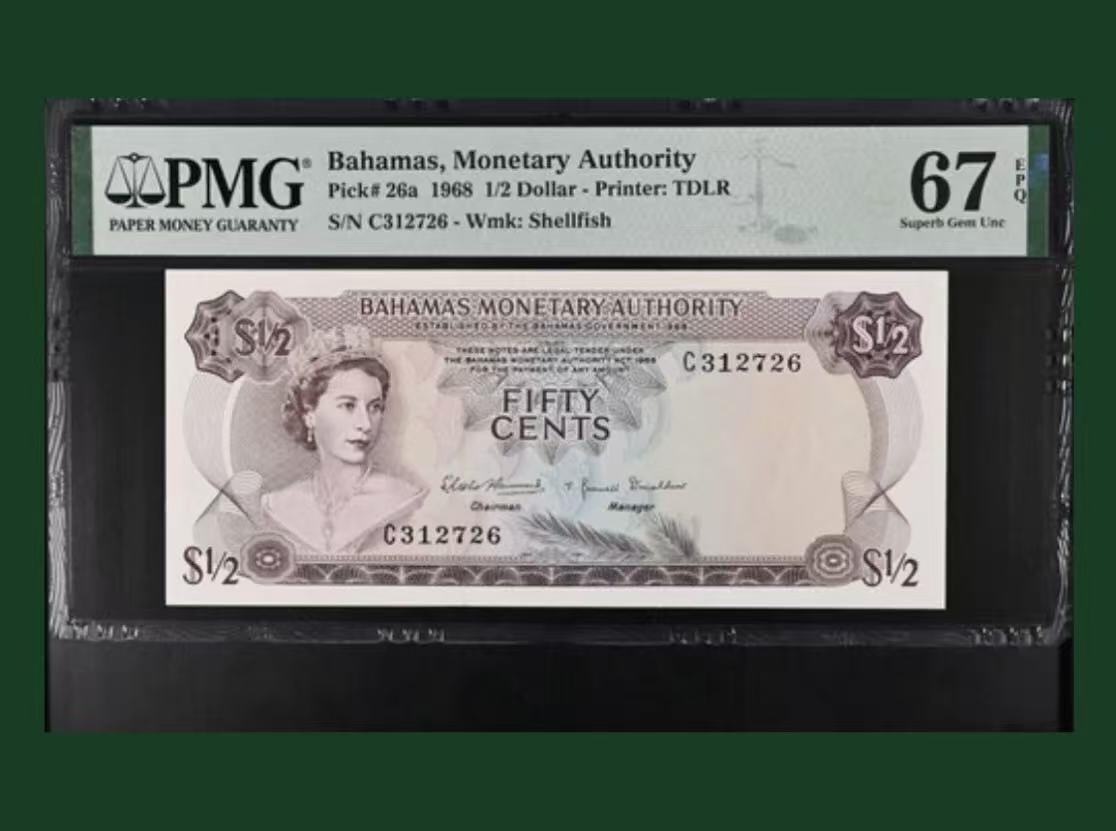 PMG®
PAPER MONEY GUARANTY
Bahamas, Monetary Authority
Pick# 26a 1968 1/2 Dollar - Printer: TDLR
S/N C312726 - Wmk: Shellfish
67
Superb Gem Unc
EPQ
BAHAMAS MONETARY AUTHORITY
ESTABLISHED BY THE BAHAMAS GOVERNMENT 1968
$½
$½
THESE NOTES ARE LEGAL TENDER UNDER
THE BAHAMAS MONETARY AUTHORITY ACT 1968
FOR THE PAYMENT OF ANY AMOUNT
C312726
FIFTY
CENTS
Chairman
Manager
C312726
$½
$½